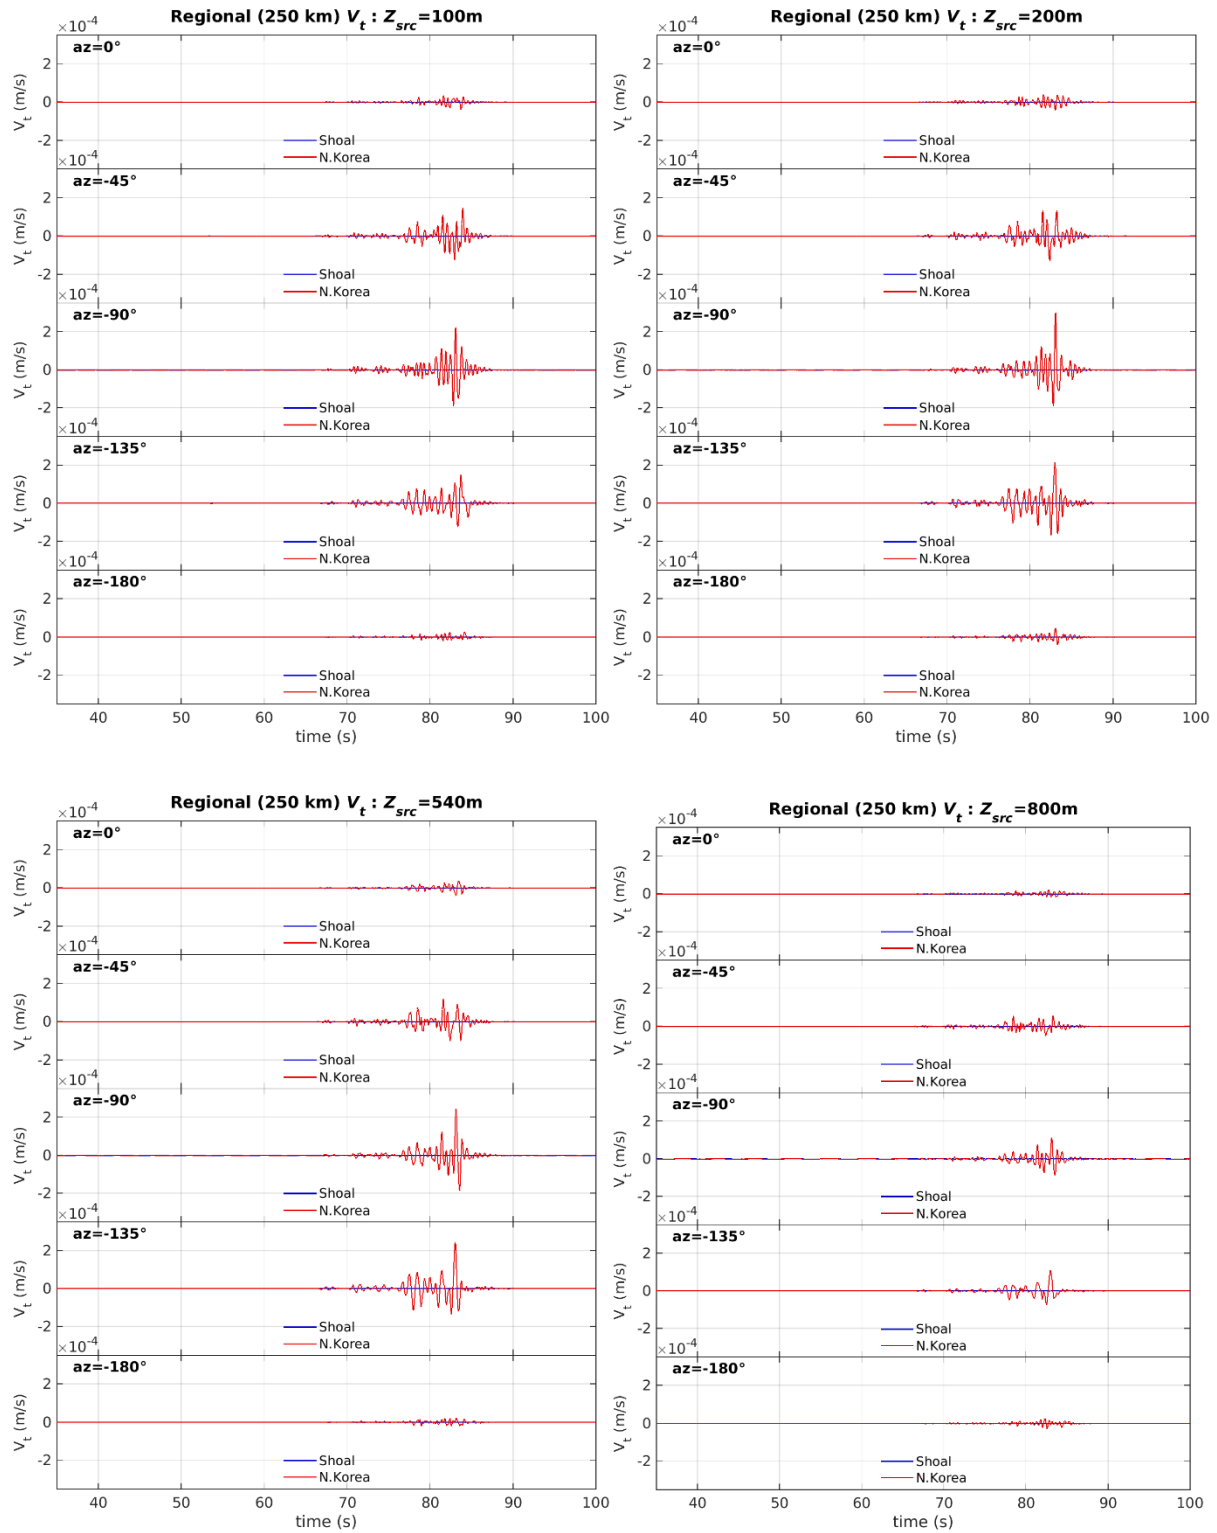 Regional (250 km) V_t : Z_src=100m
×10^-4
az=0°
2
0
-2
V_t (m/s)
Shoal
N.Korea
×10^-4
az=-45°
2
0
-2
V_t (m/s)
Shoal
N.Korea
×10^-4
az=-90°
2
0
-2
V_t (m/s)
Shoal
N.Korea
×10^-4
az=-135°
2
0
-2
V_t (m/s)
Shoal
N.Korea
×10^-4
az=-180°
2
0
-2
V_t (m/s)
Shoal
N.Korea
40 50 60 70 80 90 100
time (s)
Regional (250 km) V_t : Z_src=200m
×10^-4
az=0°
2
0
-2
V_t (m/s)
Shoal
N.Korea
×10^-4
az=-45°
2
0
-2
V_t (m/s)
Shoal
N.Korea
×10^-4
az=-90°
2
0
-2
V_t (m/s)
Shoal
N.Korea
×10^-4
az=-135°
2
0
-2
V_t (m/s)
Shoal
N.Korea
×10^-4
az=-180°
2
0
-2
V_t (m/s)
Shoal
N.Korea
40 50 60 70 80 90 100
time (s)
Regional (250 km) V_t : Z_src=540m
×10^-4
az=0°
2
0
-2
V_t (m/s)
Shoal
N.Korea
×10^-4
az=-45°
2
0
-2
V_t (m/s)
Shoal
N.Korea
×10^-4
az=-90°
2
0
-2
V_t (m/s)
Shoal
N.Korea
×10^-4
az=-135°
2
0
-2
V_t (m/s)
Shoal
N.Korea
×10^-4
az=-180°
2
0
-2
V_t (m/s)
Shoal
N.Korea
40 50 60 70 80 90 100
time (s)
Regional (250 km) V_t : Z_src=800m
×10^-4
az=0°
2
0
-2
V_t (m/s)
Shoal
N.Korea
×10^-4
az=-45°
2
0
-2
V_t (m/s)
Shoal
N.Korea
×10^-4
az=-90°
2
0
-2
V_t (m/s)
Shoal
N.Korea
×10^-4
az=-135°
2
0
-2
V_t (m/s)
Shoal
N.Korea
×10^-4
az=-180°
2
0
-2
V_t (m/s)
Shoal
N.Korea
40 50 60 70 80 90 100
time (s)